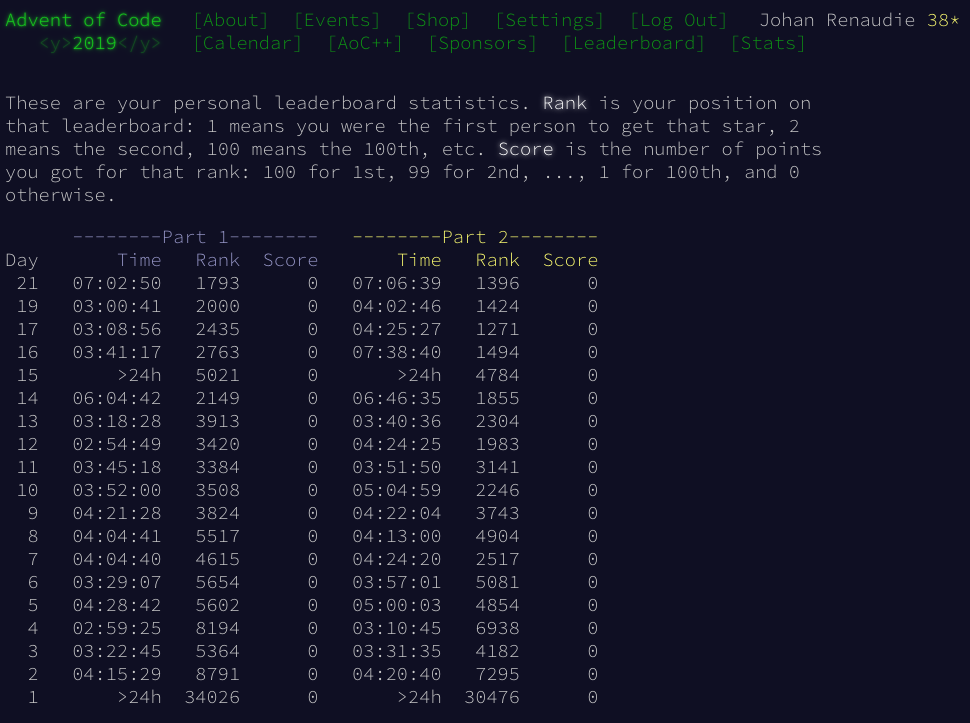 Advent of Code [About] [Events] [Shop] [Settings] [Log Out] Johan Renaudie 38*
<y>2019</y> [Calendar] [AoC++] [Sponsors] [Leaderboard] [Stats]
These are your personal leaderboard statistics. Rank is your position on
that leaderboard: 1 means you were the first person to get that star, 2
means the second, 100 means the 100th, etc. Score is the number of points
you got for that rank: 100 for 1st, 99 for 2nd, ..., 1 for 100th, and 0
otherwise.
--------Part 1-------- --------Part 2--------
Day Time Rank Score Time Rank Score
21 07:02:50 1793 0 07:06:39 1396 0
19 03:00:41 2000 0 04:02:46 1424 0
17 03:08:56 2435 0 04:25:27 1271 0
16 03:41:17 2763 0 07:38:40 1494 0
15 >24h 5021 0 >24h 4784 0
14 06:04:42 2149 0 06:46:35 1855 0
13 03:18:28 3913 0 03:40:36 2304 0
12 02:54:49 3420 0 04:24:25 1983 0
11 03:45:18 3384 0 03:51:50 3141 0
10 03:52:00 3508 0 05:04:59 2246 0
9 04:21:28 3824 0 04:22:04 3743 0
8 04:04:41 5517 0 04:13:00 4904 0
7 04:04:40 4615 0 04:24:20 2517 0
6 03:29:07 5654 0 03:57:01 5081 0
5 04:28:42 5602 0 05:00:03 4854 0
4 02:59:25 8194 0 03:10:45 6938 0
3 03:22:45 5364 0 03:31:35 4182 0
2 04:15:29 8791 0 04:20:40 7295 0
1 >24h 34026 0 >24h 30476 0